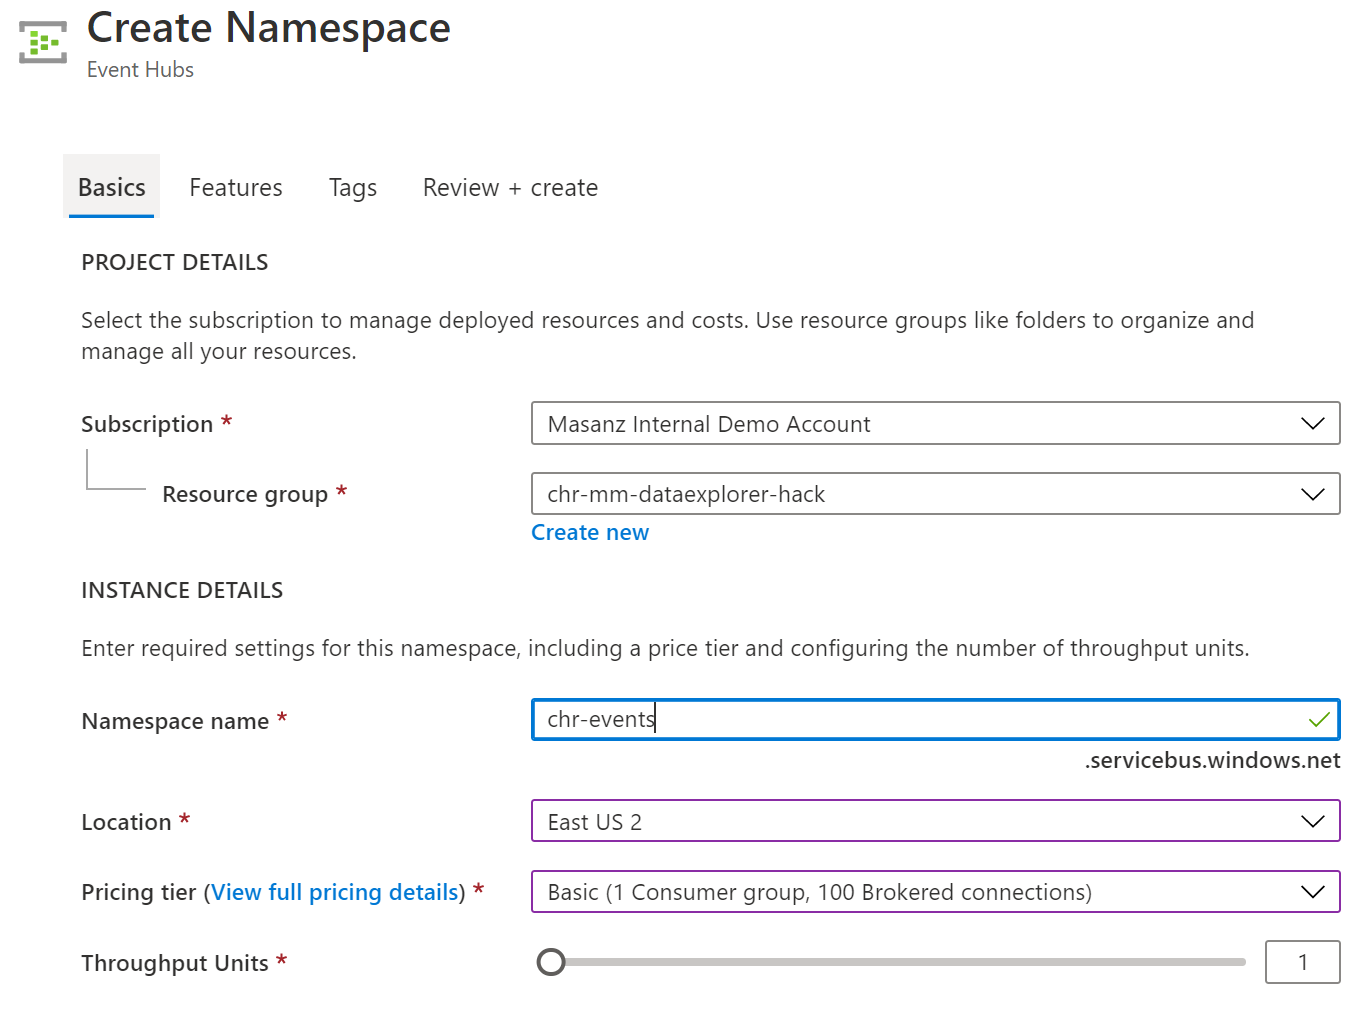 Create Namespace
Event Hubs
Basics Features Tags Review + create
PROJECT DETAILS
Select the subscription to manage deployed resources and costs. Use resource groups like folders to organize and
manage all your resources.
Subscription * Masanz Internal Demo Account
Resource group * chr-mm-dataexplorer-hack
Create new
INSTANCE DETAILS
Enter required settings for this namespace, including a price tier and configuring the number of throughput units.
Namespace name * chr-events
.servicebus.windows.net
Location * East US 2
Pricing tier (View full pricing details) * Basic (1 Consumer group, 100 Brokered connections)
Throughput Units * 1